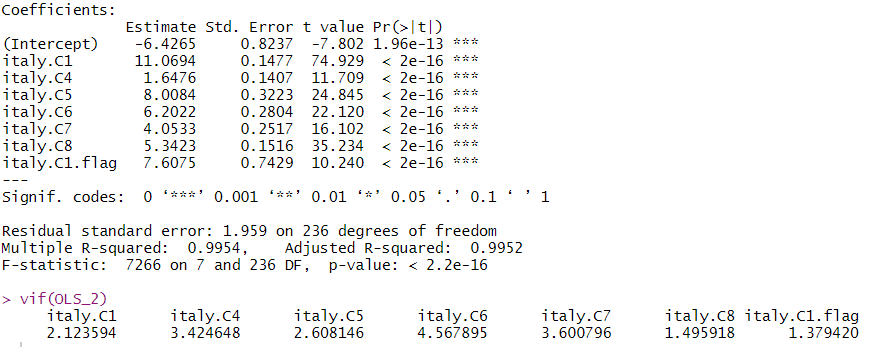 Coefficients:
Estimate Std. Error t value Pr(>|t|)
(Intercept) -6.4265 0.8237 -7.802 1.96e-13 ***
italy.C1 11.0694 0.1477 74.929 < 2e-16 ***
italy.C4 1.6476 0.1407 11.709 < 2e-16 ***
italy.C5 8.0084 0.3223 24.845 < 2e-16 ***
italy.C6 6.2022 0.2804 22.120 < 2e-16 ***
italy.C7 4.0533 0.2517 16.102 < 2e-16 ***
italy.C8 5.3423 0.1516 35.234 < 2e-16 ***
italy.C1.flag 7.6075 0.7429 10.240 < 2e-16 ***
---
Signif. codes: 0 ‘***’ 0.001 ‘**’ 0.01 ‘*’ 0.05 ‘.’ 0.1 ‘ ’ 1
Residual standard error: 1.959 on 236 degrees of freedom
Multiple R-squared: 0.9954, Adjusted R-squared: 0.9952
F-statistic: 7266 on 7 and 236 DF, p-value: < 2.2e-16
> vif(OLS_2)
italy.C1 italy.C4 italy.C5 italy.C6 italy.C7 italy.C8 italy.C1.flag
2.123594 3.424648 2.608146 4.567895 3.600796 1.495918 1.379420